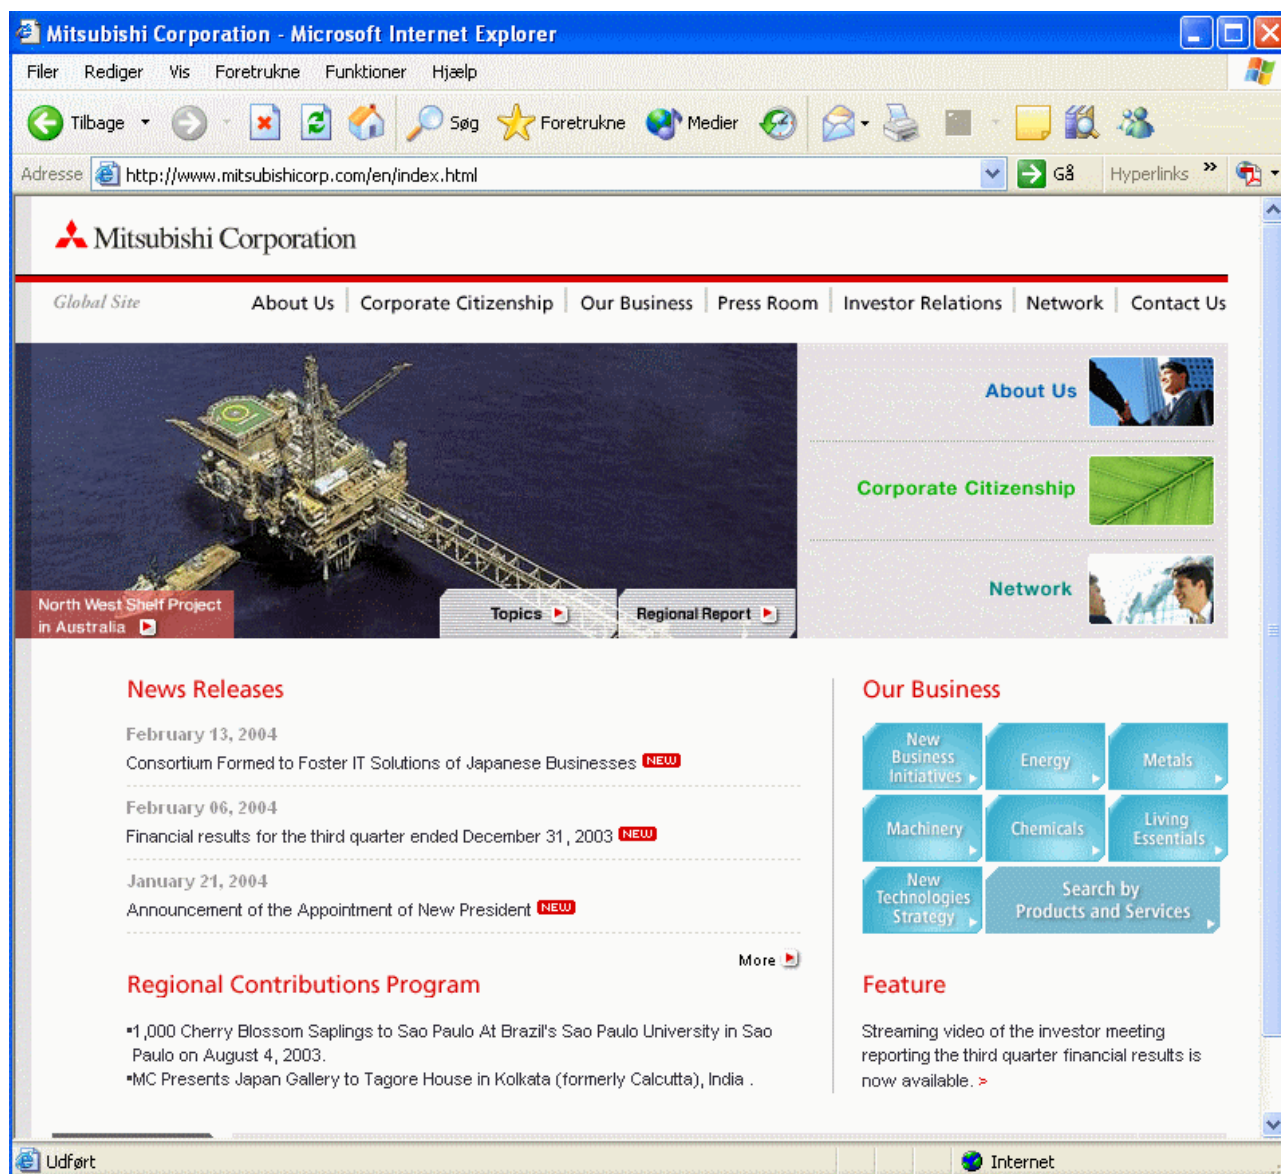 Mitsubishi Corporation - Microsoft Internet Explorer
Filer Rediger Vis Foretrukne Funktioner Hjælp
Tilbage Søg Foretrukne Medier
Adresse http://www.mitsubishicorp.com/en/index.html Gå Hyperlinks »
Mitsubishi Corporation
Global Site About Us Corporate Citizenship Our Business Press Room Investor Relations Network Contact Us
About Us
Corporate Citizenship
Network
North West Shelf Project
in Australia
Topics Regional Report
News Releases
February 13, 2004
Consortium Formed to Foster IT Solutions of Japanese Businesses NEW
February 06, 2004
Financial results for the third quarter ended December 31, 2003 NEW
January 21, 2004
Announcement of the Appointment of New President NEW
More
Regional Contributions Program
▪1,000 Cherry Blossom Saplings to Sao Paulo At Brazil's Sao Paulo University in Sao
Paulo on August 4, 2003.
▪MC Presents Japan Gallery to Tagore House in Kolkata (formerly Calcutta), India .
Our Business
New
Business
Initiatives
Energy
Metals
Machinery
Chemicals
Living
Essentials
New
Technologies
Strategy
Search by
Products and Services
Feature
Streaming video of the investor meeting
reporting the third quarter financial results is
now available. >
Udført Internet